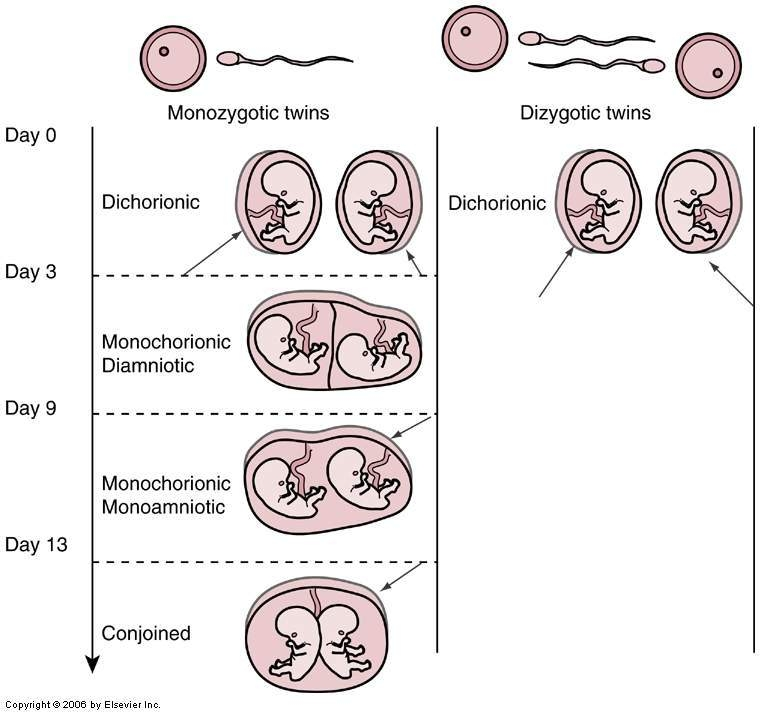 Monozygotic twins
Dizygotic twins
Day 0
Dichorionic
Dichorionic
Day 3
Monochorionic
Diamniotic
Day 9
Monochorionic
Monoamniotic
Day 13
Conjoined
Copyright © 2006 by Elsevier Inc.